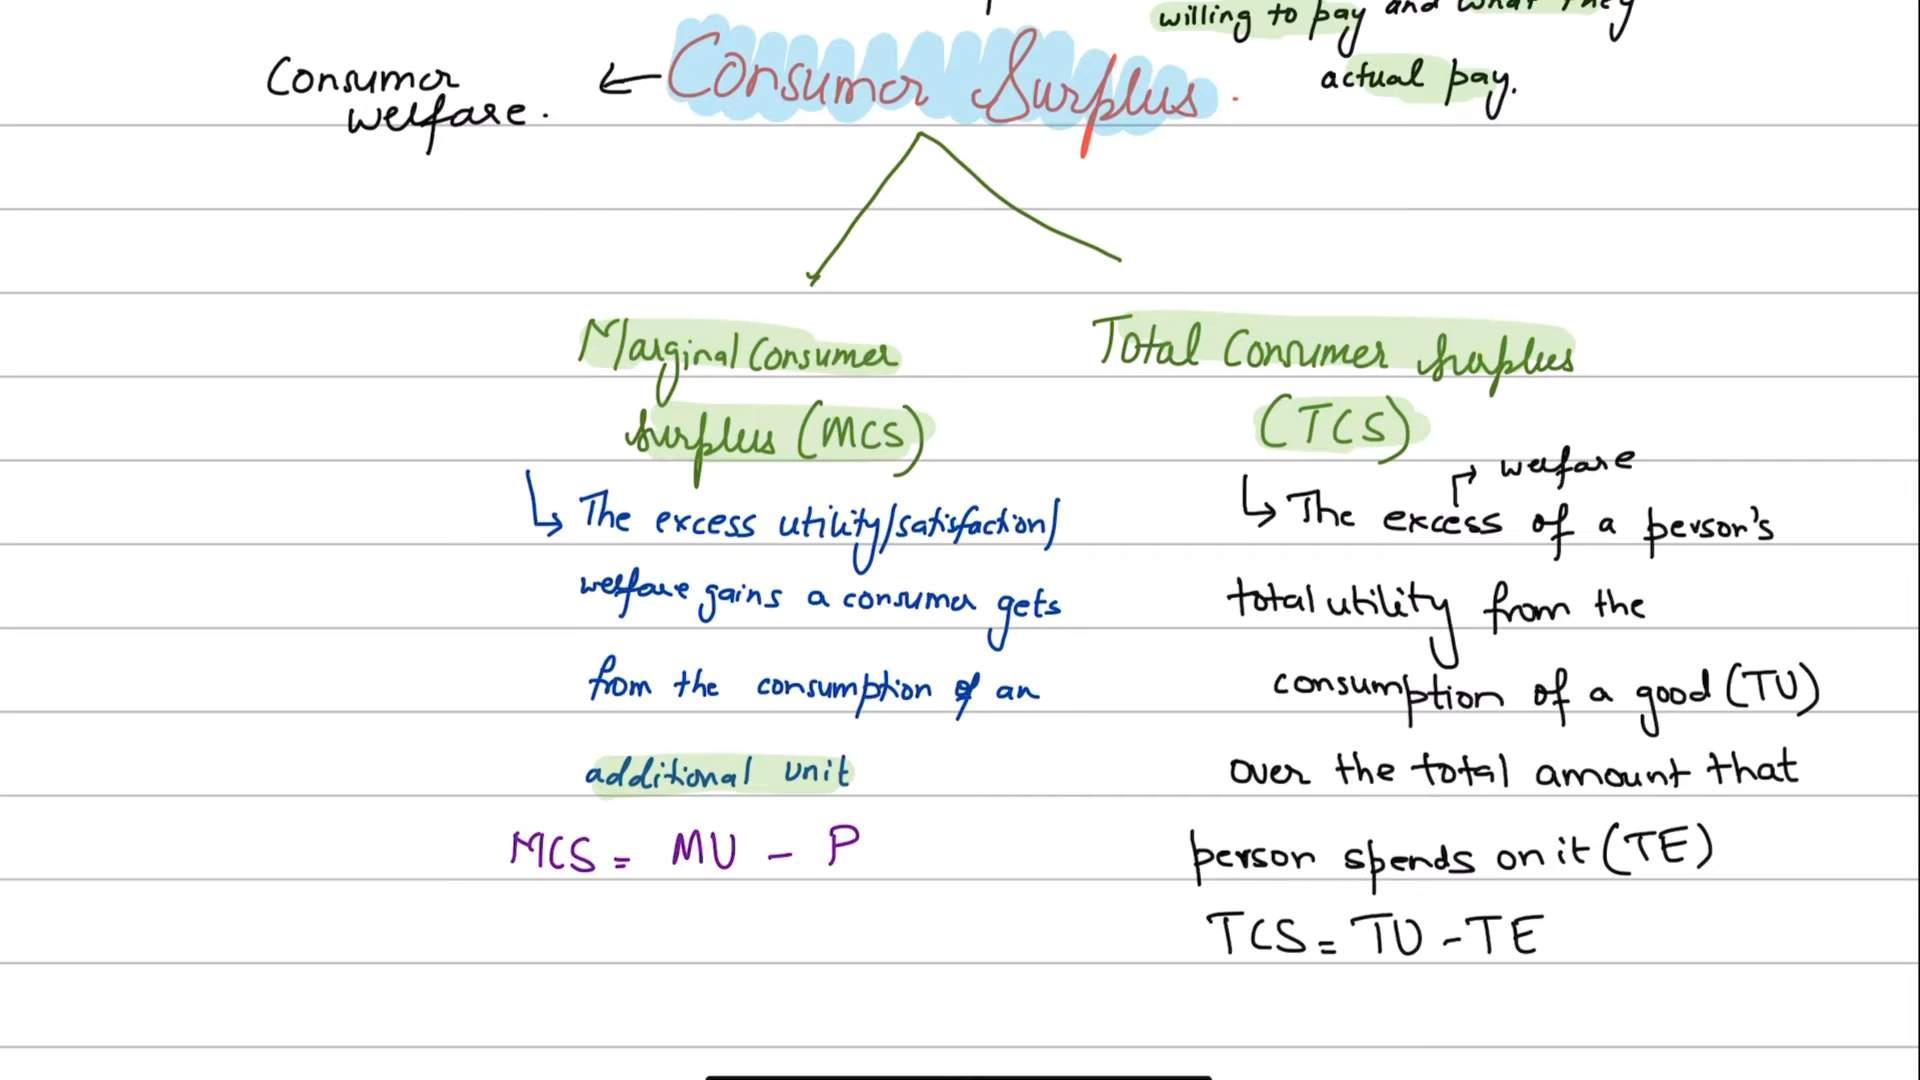 willing to pay and what they
actual pay.
Consumer
welfare.
← Consumer Surplus.
Marginal Consumer
surplus (MCS)
↳ The excess utility/satisfaction/
welfare gains a consumer gets
from the consumption of an
additional unit
MCS = MU - P
Total Consumer surplus
(TCS)
→ welfare
↳ The excess of a person's
total utility from the
consumption of a good (TU)
over the total amount that
person spends on it (TE)
TCS = TU - TE